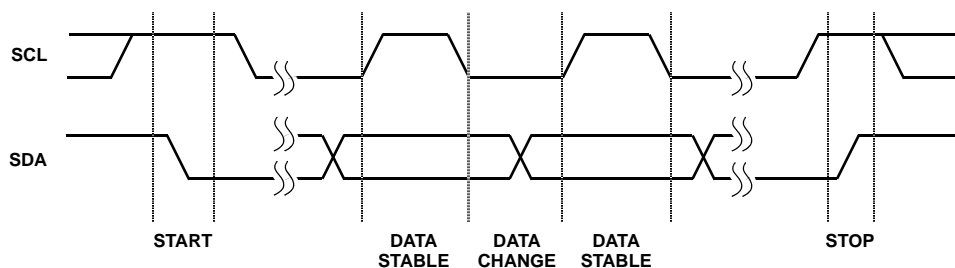 SCL
SDA
START
DATA
STABLE
DATA
CHANGE
DATA
STABLE
STOP